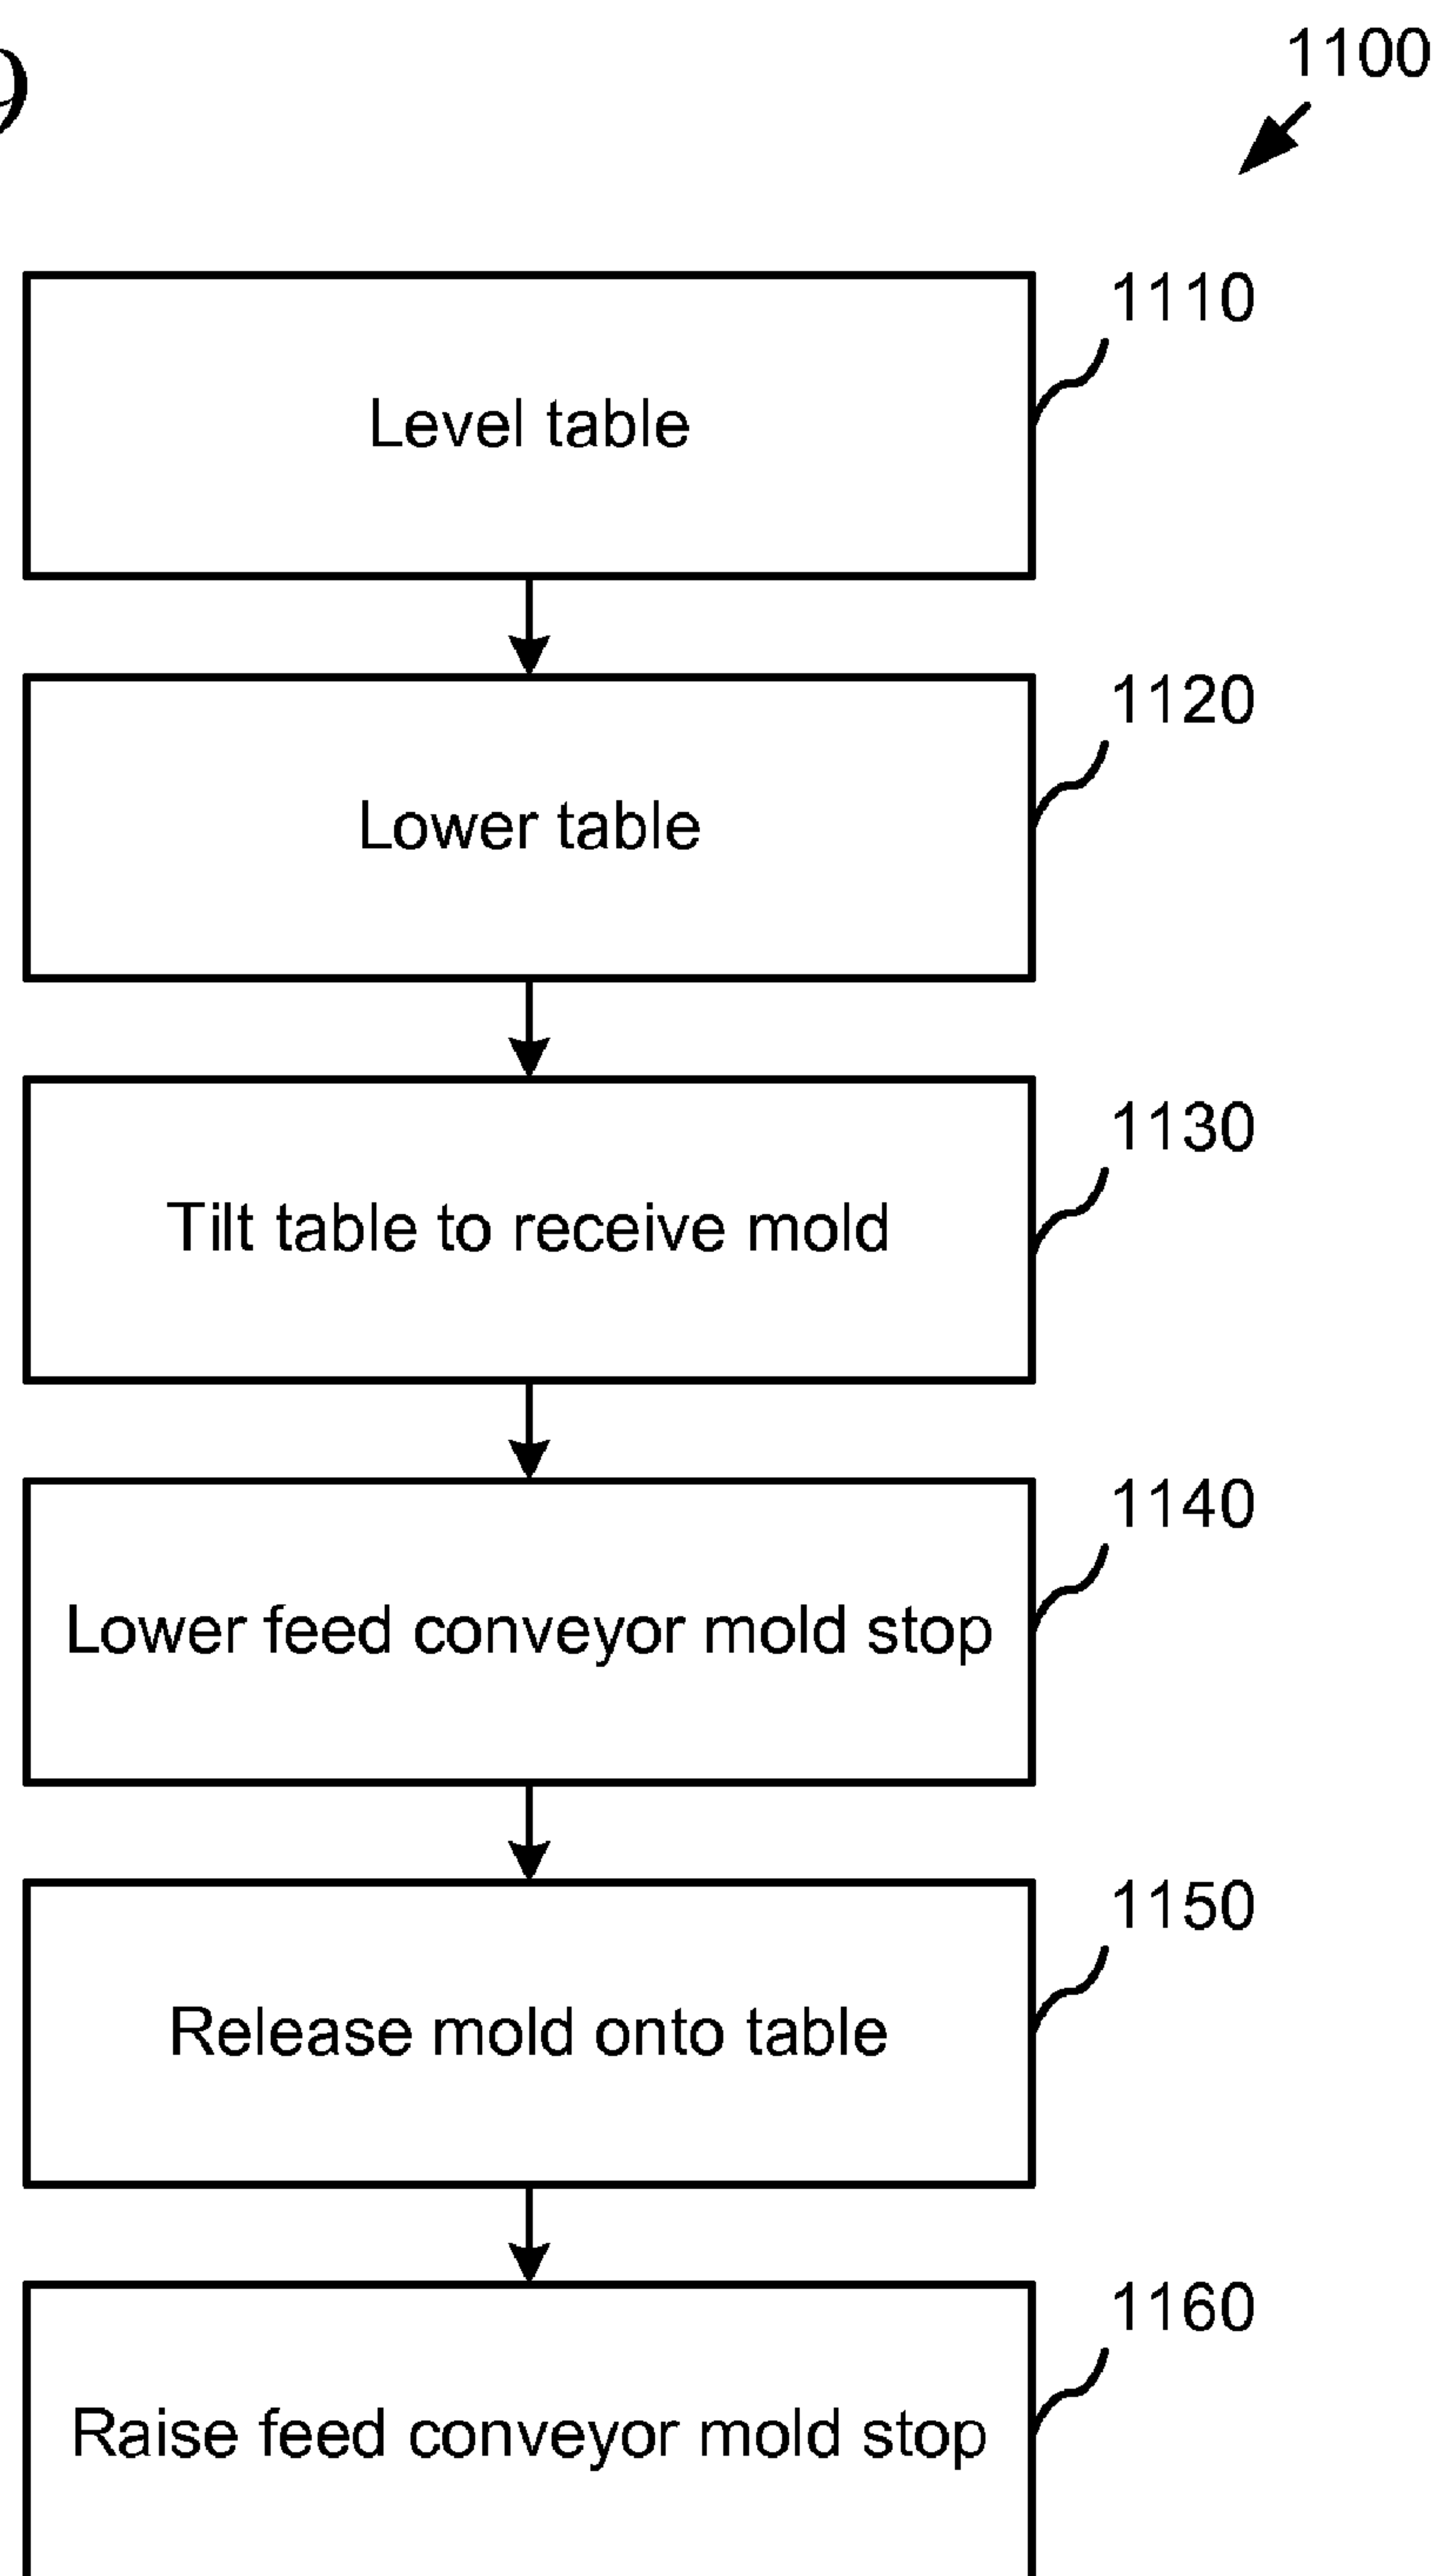 9
1100
1110
Level table
1120
Lower table
1130
Tilt table to receive mold
1140
Lower feed conveyor mold stop
1150
Release mold onto table
1160
Raise feed conveyor mold stop